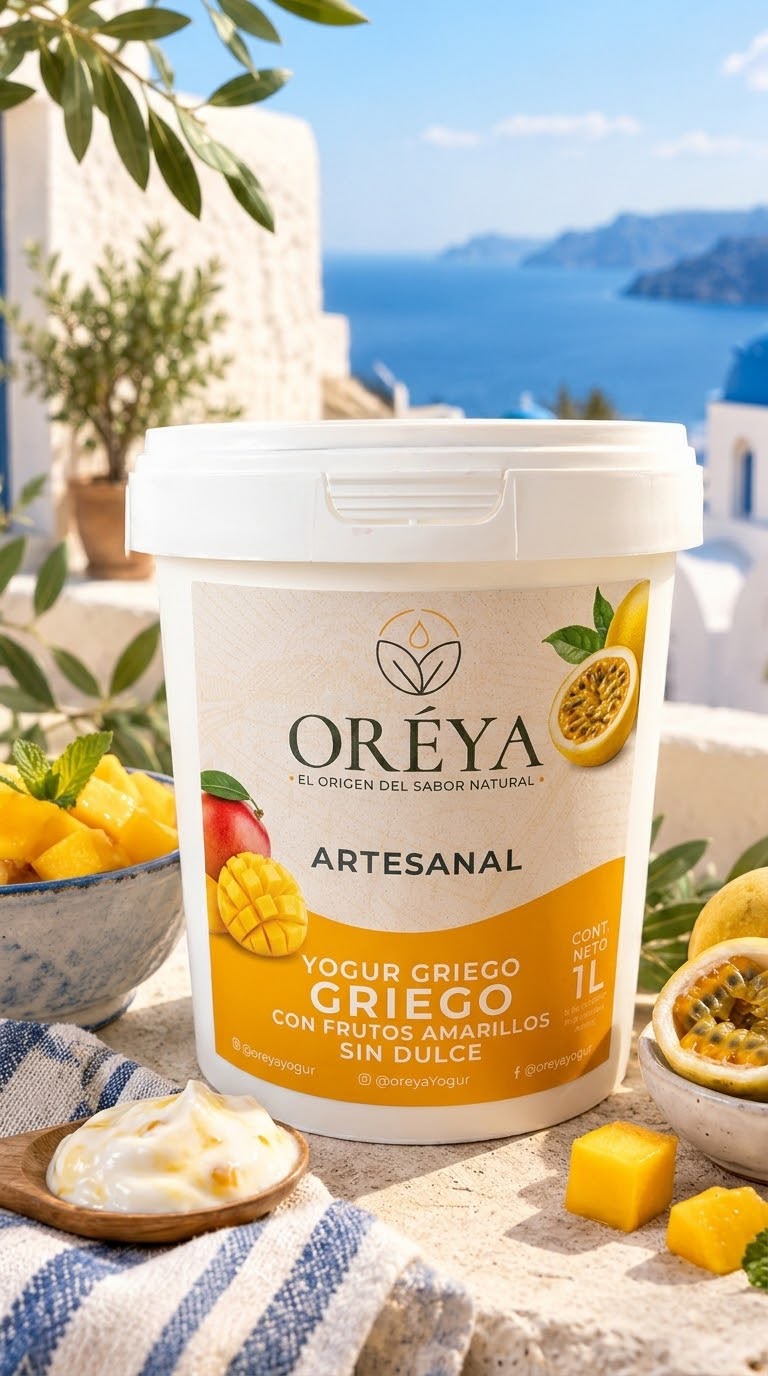 ORÉYA
• EL ORIGEN DEL SABOR NATURAL •
ARTESANAL
YOGUR GRIEGO
GRIEGO
CON FRUTOS AMARILLOS
SIN DULCE
CONT.
NETO
1L
@oreyayogur
@oreyaYogur
@oreyayogur